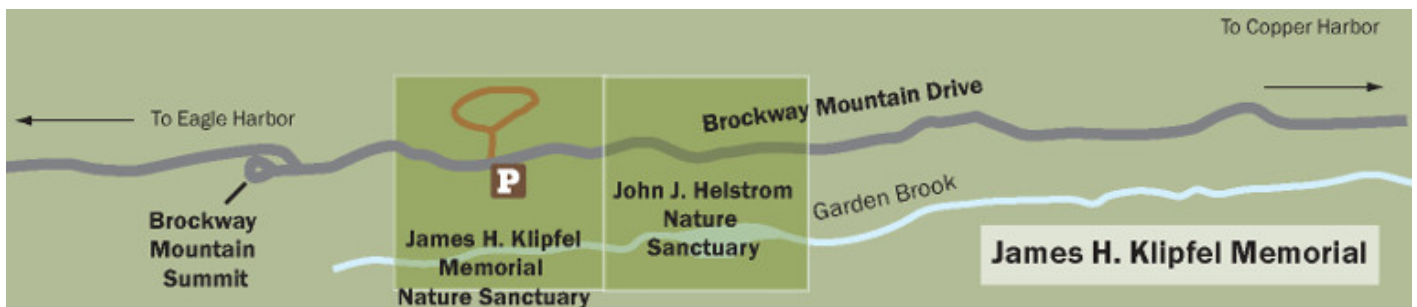 To Copper Harbor
Brockway Mountain Drive
To Eagle Harbor
P
Brockway
Mountain
Summit
James H. Klipfel
Memorial
Nature Sanctuary
John J. Helstrom
Nature
Sanctuary
Garden Brook
James H. Klipfel Memorial